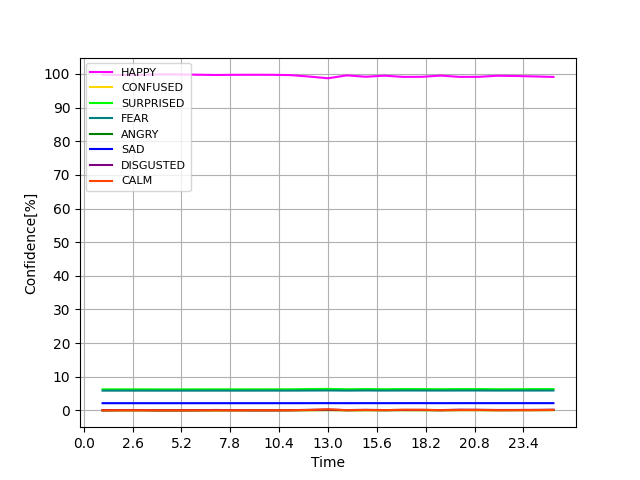 HAPPY
CONFUSED
SURPRISED
FEAR
ANGRY
SAD
DISGUSTED
CALM
100
90
80
70
60
50
40
30
20
10
0
Confidence[%]
0.0 2.6 5.2 7.8 10.4 13.0 15.6 18.2 20.8 23.4
Time